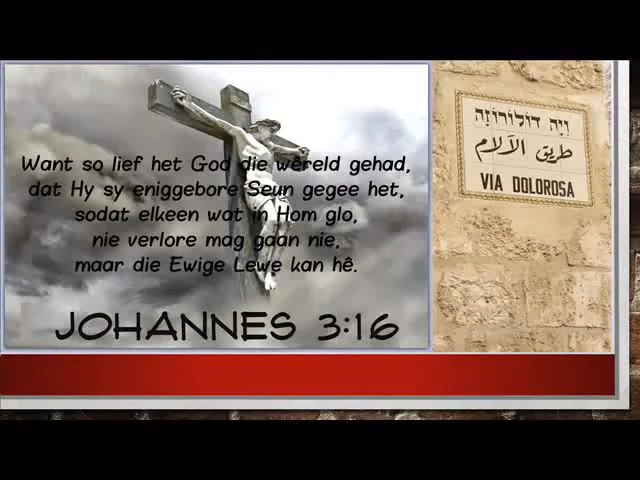 Want so lief het God die wêreld gehad,
dat Hy sy eniggebore Seun gegee het,
sodat elkeen wat in Hom glo,
nie verlore mag gaan nie,
maar die Ewige Lewe kan hê.
JOHANNES 3:16
ויה דולורוזה
طريق الآلام
VIA DOLOROSA